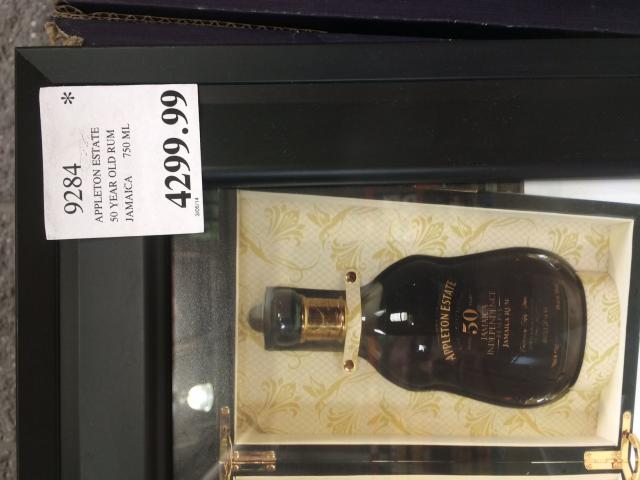 9284 *
APPLETON ESTATE
50 YEAR OLD RUM
JAMAICA 750 ML
4299.99
APPLETON ESTATE
50
JAMAICA
INDEPENDENCE
JAMAICA RUM